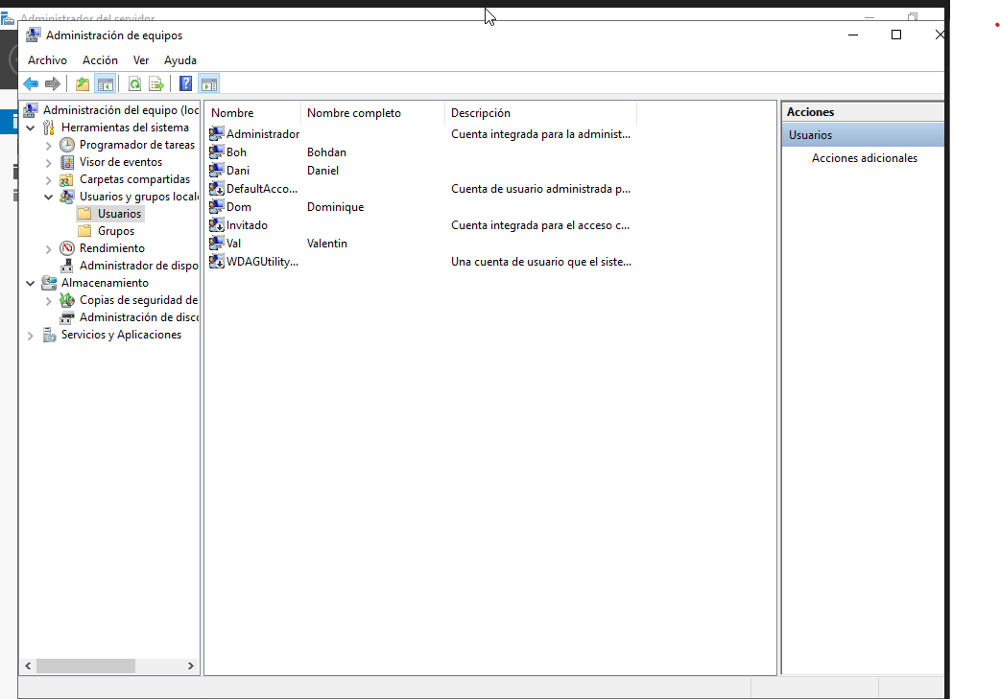 Administrador del servidor
Administración de equipos
Archivo Acción Ver Ayuda
Administración del equipo (loc
Herramientas del sistema
Programador de tareas
Visor de eventos
Carpetas compartidas
Usuarios y grupos local
Usuarios
Grupos
Rendimiento
Administrador de dispo
Almacenamiento
Copias de seguridad de
Administración de disco
Servicios y Aplicaciones
Nombre Nombre completo Descripción
Administrador Cuenta integrada para la administ...
Boh Bohdan
Dani Daniel
DefaultAcco... Cuenta de usuario administrada p...
Dom Dominique
Invitado Cuenta integrada para el acceso c...
Val Valentin
WDAGUtility... Una cuenta de usuario que el siste...
Acciones
Usuarios
Acciones adicionales